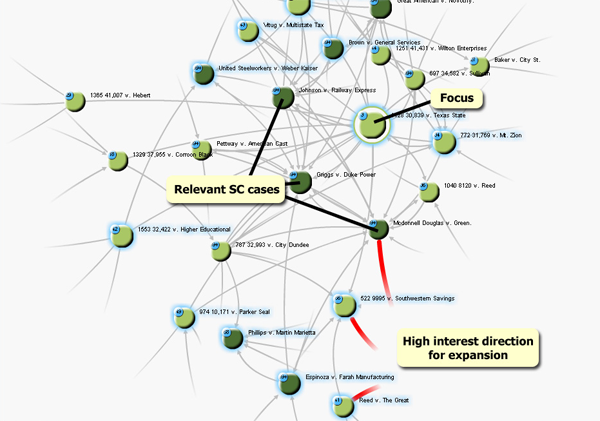 Great American v. Novotny.
v. Multistate Tax
Brown v. General Services
1251 41,431 v. Wilton Enterprises
Baker v. City St.
United Steelworkers v. Weber Kaiser
697 34,582 v. Sullivan
1365 41,007 v. Hebert
Johnson v. Railway Express
Focus
30,839 v. Texas State
772 31,769 v. Mt. Zion
Pettway v. American Cast
1329 37,955 v. Common Black
Griggs v. Duke Power
Relevant SC cases
1040 8120 v. Reed
Mcdonnell Douglas v. Green.
1553 32,422 v. Higher Educational
787 32,993 v. City Dundee
522 9995 v. Southwestern Savings
974 10,171 v. Parker Seal
Phillips v. Martin Marietta
High interest direction
for expansion
Espinoza v. Farah Manufacturing
Reed v. The Great